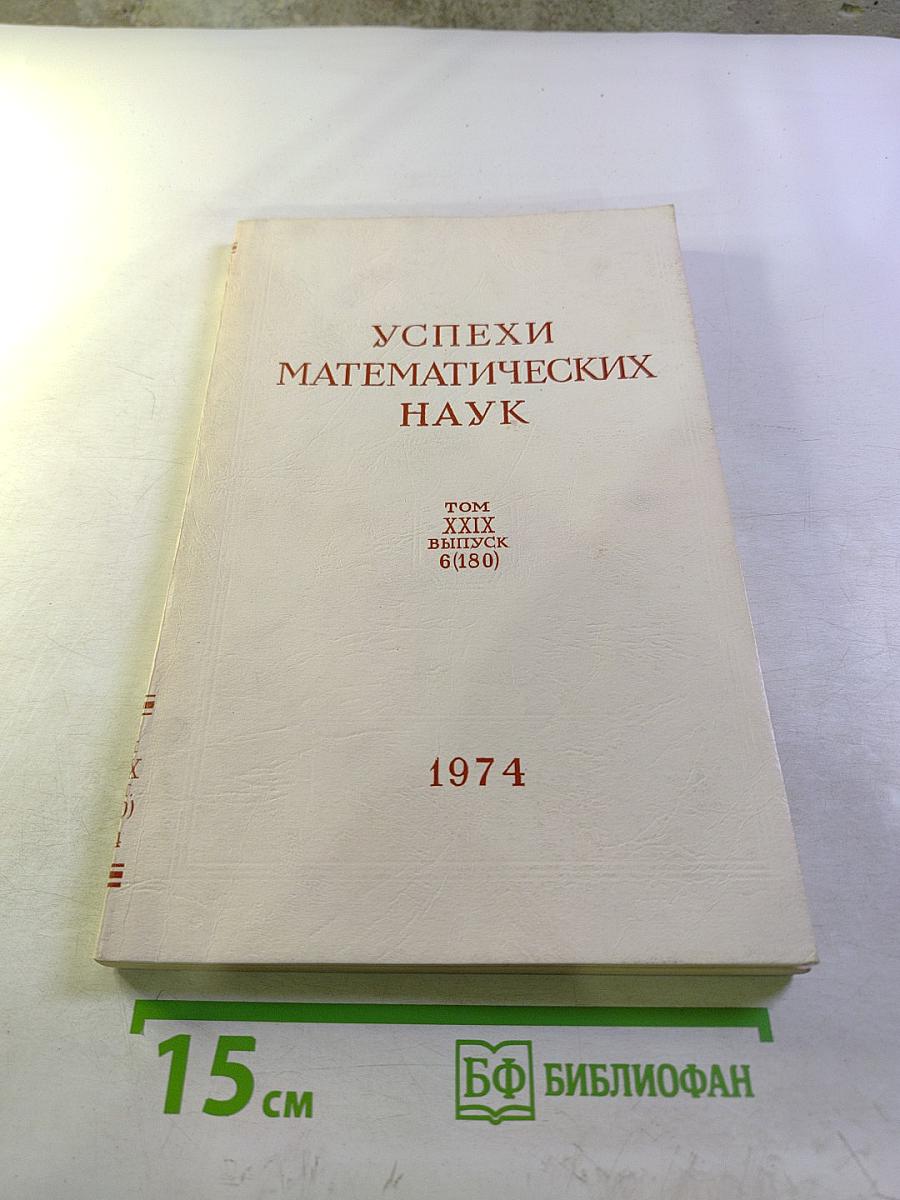 УСПЕХИ
МАТЕМАТИЧЕСКИХ
НАУК
ТОМ
XXIX
ВЫПУСК
6(180)
1974
15 см
БФ БИБЛИОФАН